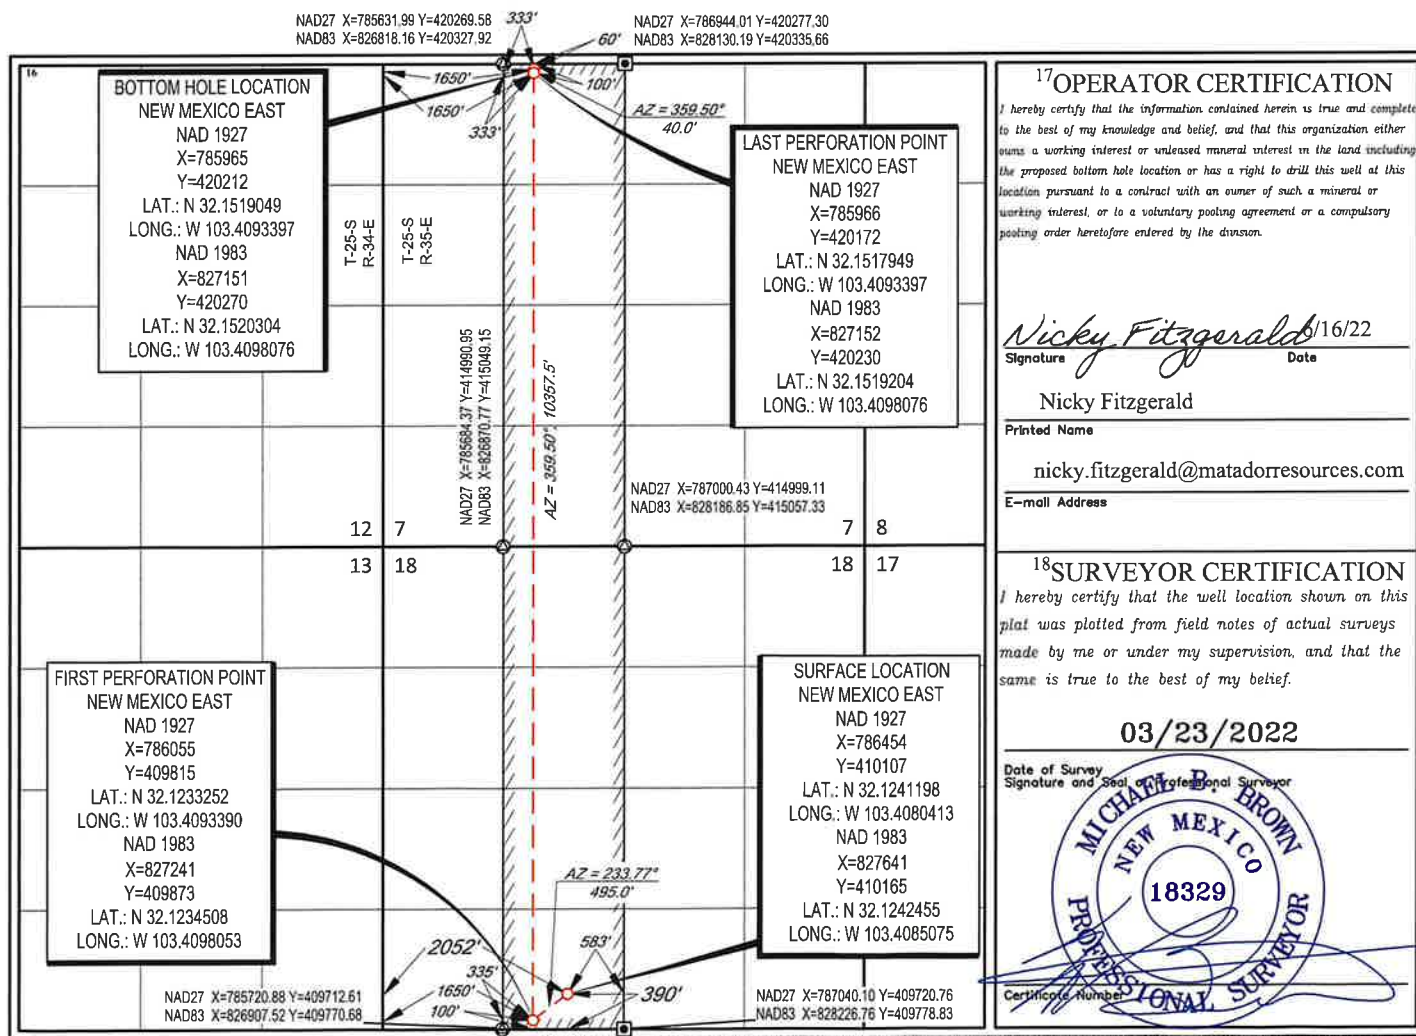 NAD27 X=785631.99 Y=420269.58
NAD83 X=826818.16 Y=420327.92
333'
60'
NAD27 X=786944.01 Y=420277.30
NAD83 X=828130.19 Y=420335.66
16
1650'
1650'
333'
100'
AZ = 359.50°
40.0'
BOTTOM HOLE LOCATION
NEW MEXICO EAST
NAD 1927
X=785965
Y=420212
LAT.: N 32.1519049
LONG.: W 103.4093397
NAD 1983
X=827151
Y=420270
LAT.: N 32.1520304
LONG.: W 103.4098076
T-25-S
R-34-E
T-25-S
R-35-E
LAST PERFORATION POINT
NEW MEXICO EAST
NAD 1927
X=785966
Y=420172
LAT.: N 32.1517949
LONG.: W 103.4093397
NAD 1983
X=827152
Y=420230
LAT.: N 32.1519204
LONG.: W 103.4098076
NAD27 X=785684.37 Y=414990.95
NAD83 X=826870.77 Y=415049.15
AZ = 359.50° 10357.5'
NAD27 X=787000.43 Y=414999.11
NAD83 X=828186.85 Y=415057.33
12 7
7 8
13 18
18 17
FIRST PERFORATION POINT
NEW MEXICO EAST
NAD 1927
X=786055
Y=409815
LAT.: N 32.1233252
LONG.: W 103.4093390
NAD 1983
X=827241
Y=409873
LAT.: N 32.1234508
LONG.: W 103.4098053
SURFACE LOCATION
NEW MEXICO EAST
NAD 1927
X=786454
Y=410107
LAT.: N 32.1241198
LONG.: W 103.4080413
NAD 1983
X=827641
Y=410165
LAT.: N 32.1242455
LONG.: W 103.4085075
AZ = 233.77°
495.0'
2052'
583'
335'
1650'
100'
390'
NAD27 X=785720.88 Y=409712.61
NAD83 X=826907.52 Y=409770.68
NAD27 X=787040.10 Y=409720.76
NAD83 X=828226.76 Y=409778.83
17 OPERATOR CERTIFICATION
I hereby certify that the information contained herein is true and complete
to the best of my knowledge and belief, and that this organization either
owns a working interest or unleased mineral interest in the land including
the proposed bottom hole location or has a right to drill this well at this
location pursuant to a contract with an owner of such a mineral or
working interest, or to a voluntary pooling agreement or a compulsory
pooling order heretofore entered by the division.
Nicky Fitzgerald 6/16/22
Signature Date
Nicky Fitzgerald
Printed Name
nicky.fitzgerald@matadorresources.com
E-mail Address
18 SURVEYOR CERTIFICATION
I hereby certify that the well location shown on this
plat was plotted from field notes of actual surveys
made by me or under my supervision, and that the
same is true to the best of my belief.
03/23/2022
Date of Survey
Signature and Seal of Professional Surveyor
MICHAEL B. BROWN
NEW MEXICO
18329
PROFESSIONAL SURVEYOR
Certificate Number